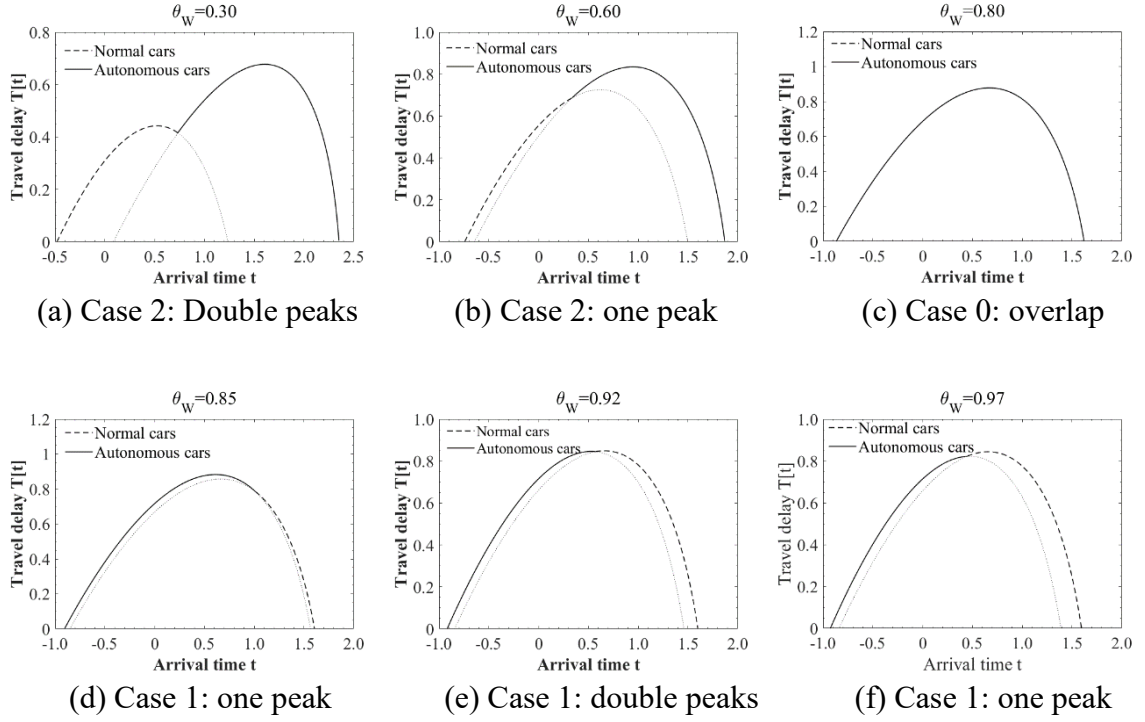 θ_W=0.30
Normal cars
Autonomous cars
Travel delay T[t]
0.8
0.6
0.4
0.2
0
-0.5 0 0.5 1.0 1.5 2.0 2.5
Arrival time t
(a) Case 2: Double peaks
θ_W=0.60
Normal cars
Autonomous cars
Travel delay T[t]
1.0
0.8
0.6
0.4
0.2
0
-1.0 -0.5 0 0.5 1.0 1.5 2.0
Arrival time t
(b) Case 2: one peak
θ_W=0.80
Normal cars
Autonomous cars
Travel delay T[t]
1.2
1
0.8
0.6
0.4
0.2
0
-1.0 -0.5 0 0.5 1.0 1.5 2.0
Arrival time t
(c) Case 0: overlap
θ_W=0.85
Normal cars
Autonomous cars
Travel delay T[t]
1.2
1.0
0.8
0.6
0.4
0.2
0
-1.0 -0.5 0 0.5 1.0 1.5 2.0
Arrival time t
(d) Case 1: one peak
θ_W=0.92
Normal cars
Autonomous cars
Travel delay T[t]
1.0
0.8
0.6
0.4
0.2
0
-1.0 -0.5 0 0.5 1.0 1.5 2.0
Arrival time t
(e) Case 1: double peaks
θ_W=0.97
Normal cars
Autonomous cars
Travel delay T[t]
1.0
0.8
0.6
0.4
0.2
0
-1.0 -0.5 0 0.5 1.0 1.5 2.0
Arrival time t
(f) Case 1: one peak